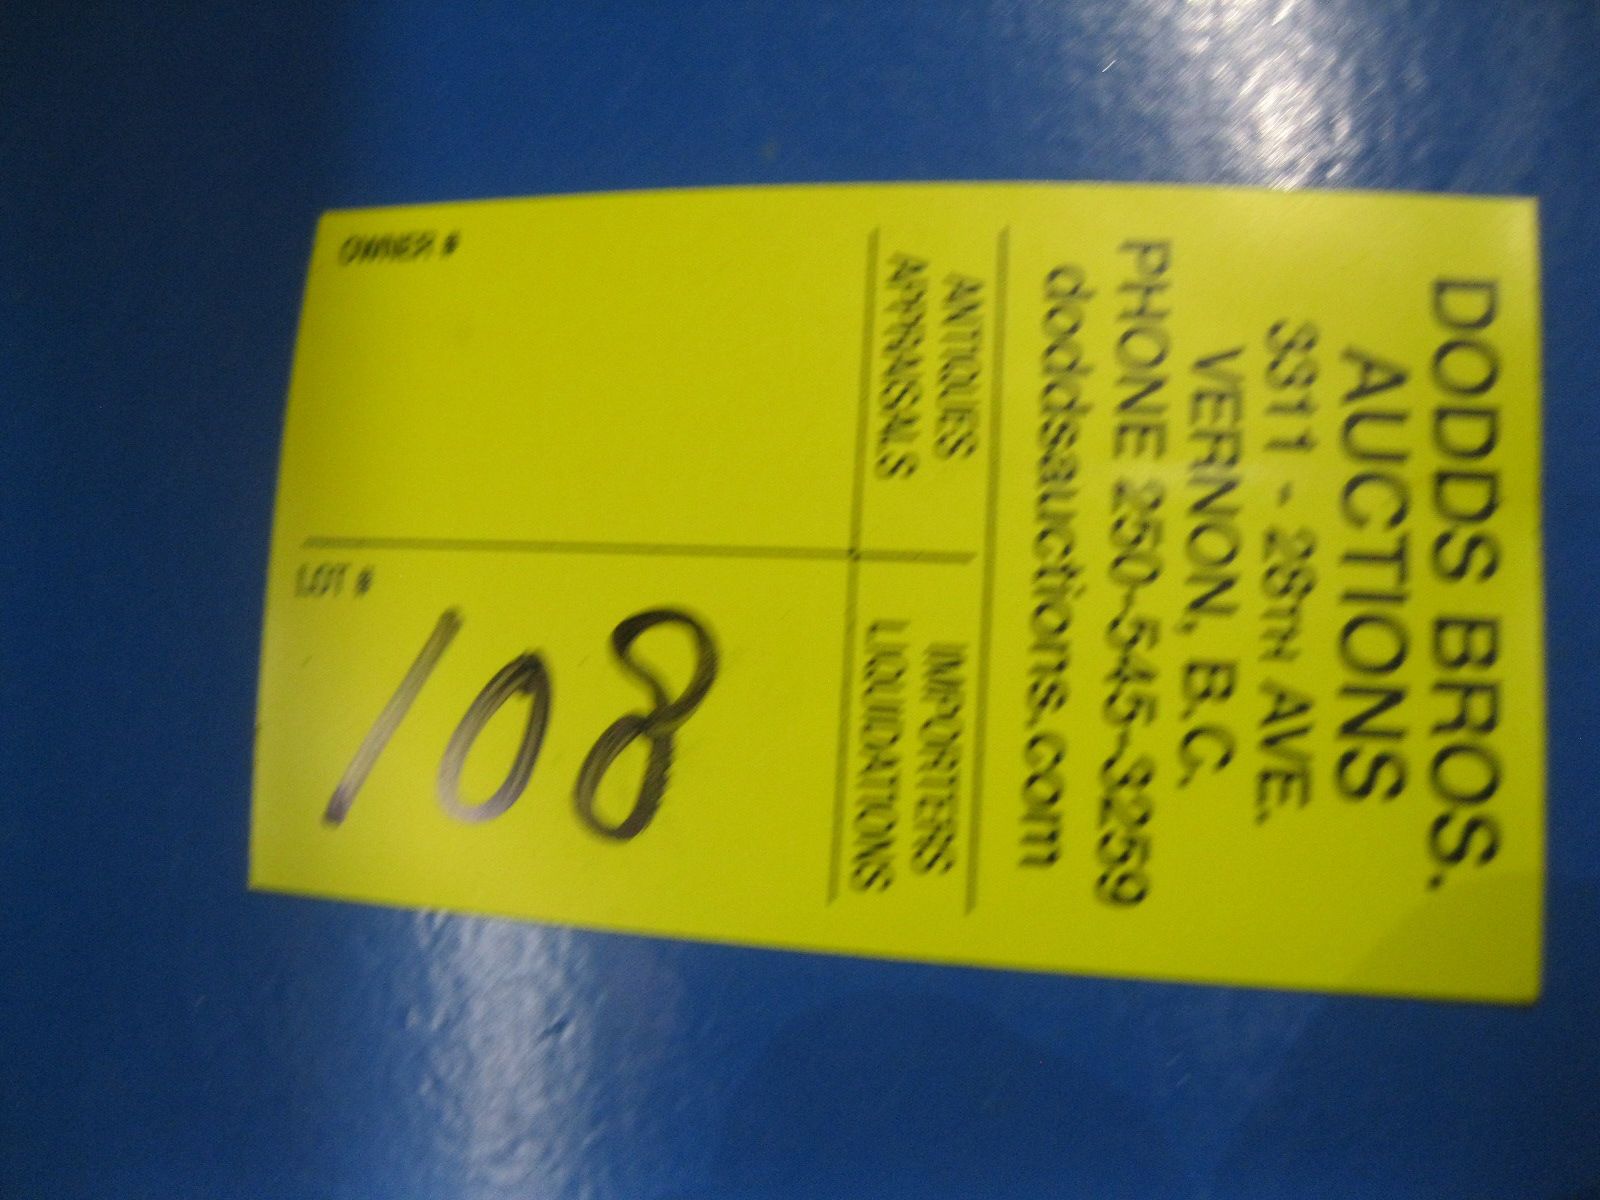 DODDS BROS.
AUCTIONS
3311 - 28TH AVE.
VERNON, B.C.
PHONE 250-545-3259
doddsauctions.com
ANTIQUES
APPRAISALS
IMPORTERS
LIQUIDATIONS
OWNER #
LOT #
108